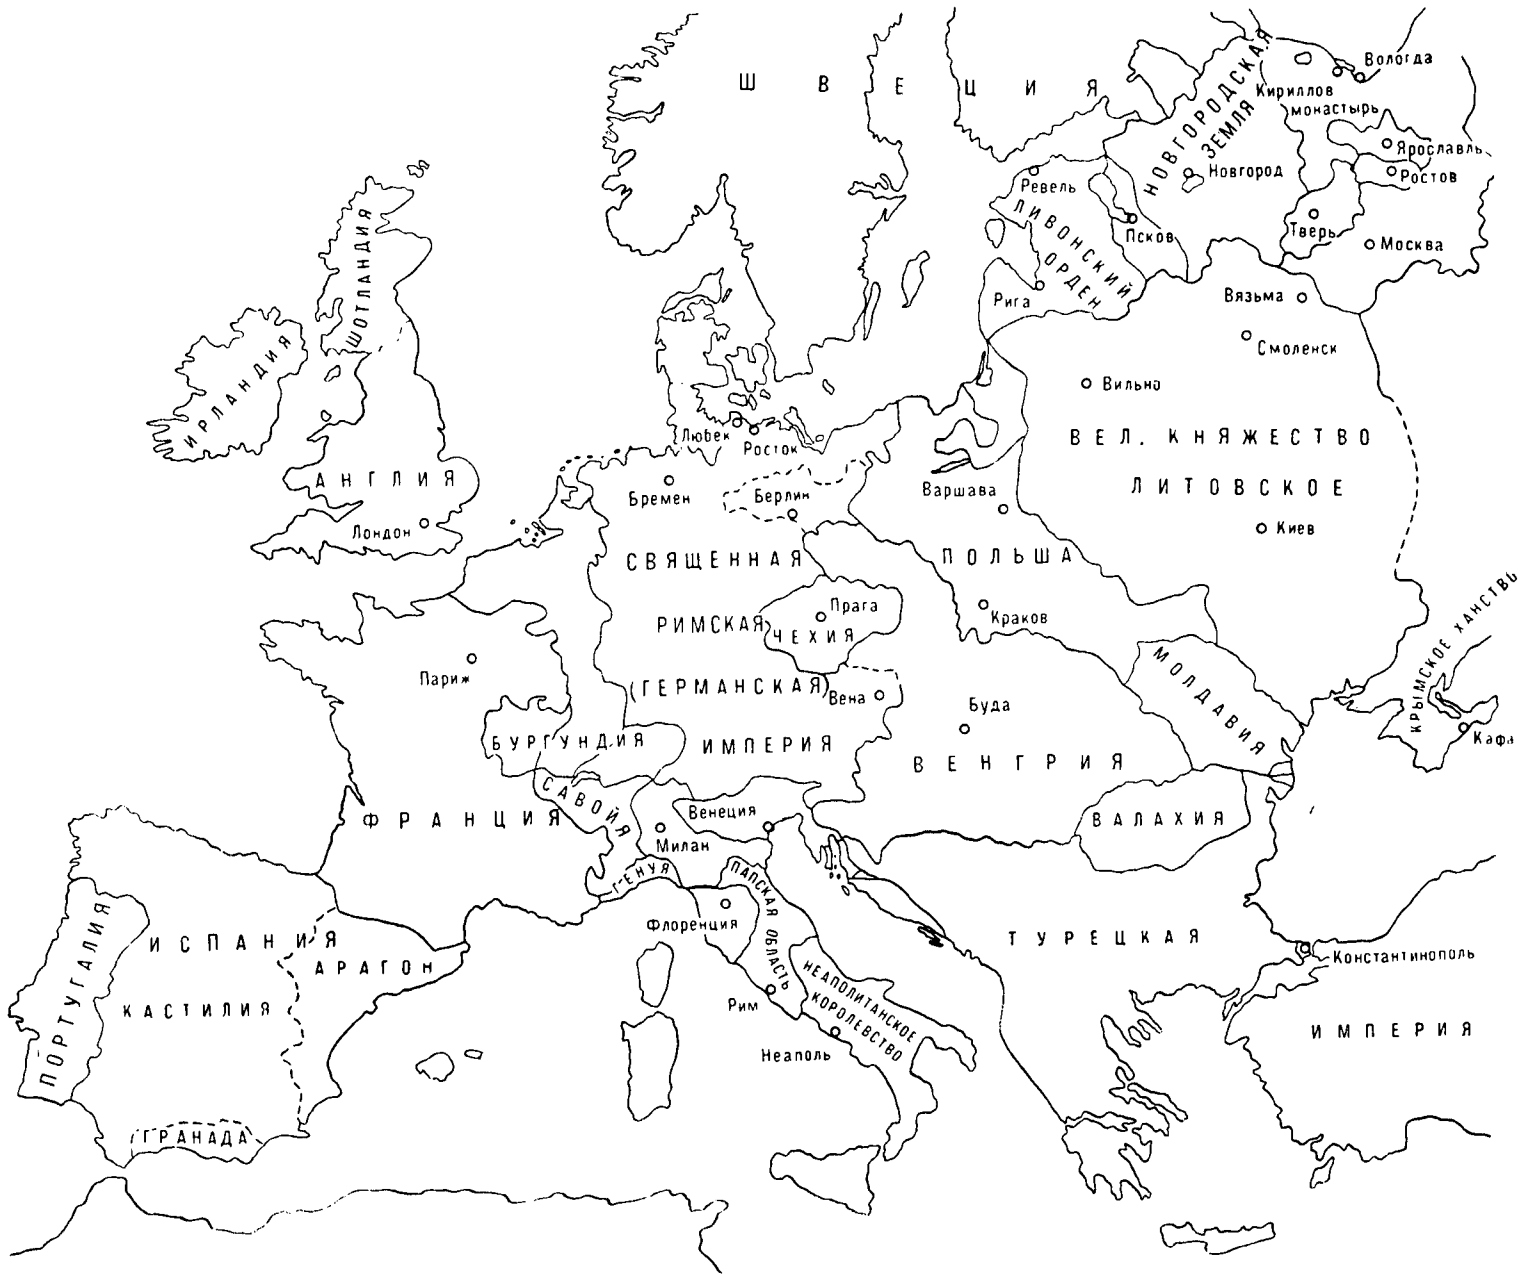 ШВЕЦИЯ
Вологда
Кириллов
монастырь
НОВГОРОДСКАЯ
ЗЕМЛЯ
Ярославль
Новгород
Ростов
Ревель
Тверь
Псков
Москва
ЛИВОНСКИЙ
ОРДЕН
Рига
Вязьма
Смоленск
Вильно
ШОТЛАНДИЯ
ИРЛАНДИЯ
АНГЛИЯ
Лондон
Любек
Росток
Бремен
Берлин
Варшава
ВЕЛ. КНЯЖЕСТВО
ЛИТОВСКОЕ
Киев
СВЯЩЕННАЯ
РИМСКАЯ
(ГЕРМАНСКАЯ)
ИМПЕРИЯ
ПОЛЬША
Прага
ЧЕХИЯ
Краков
Париж
Вена
Буда
МОЛДАВИЯ
КРЫМСКОЕ ХАНСТВО
Кафа
БУРГУНДИЯ
ВЕНГРИЯ
САВОЙЯ
ФРАНЦИЯ
Венеция
Милан
ВАЛАХИЯ
ГЕНУЯ
ПАПСКАЯ ОБЛАСТЬ
Флоренция
ПОРТУГАЛИЯ
ИСПАНИЯ
АРАГОН
КАСТИЛИЯ
ГРАНАДА
Рим
НЕАПОЛИТАНСКОЕ
КОРОЛЕВСТВО
Неаполь
ТУРЕЦКАЯ
Константинополь
ИМПЕРИЯ